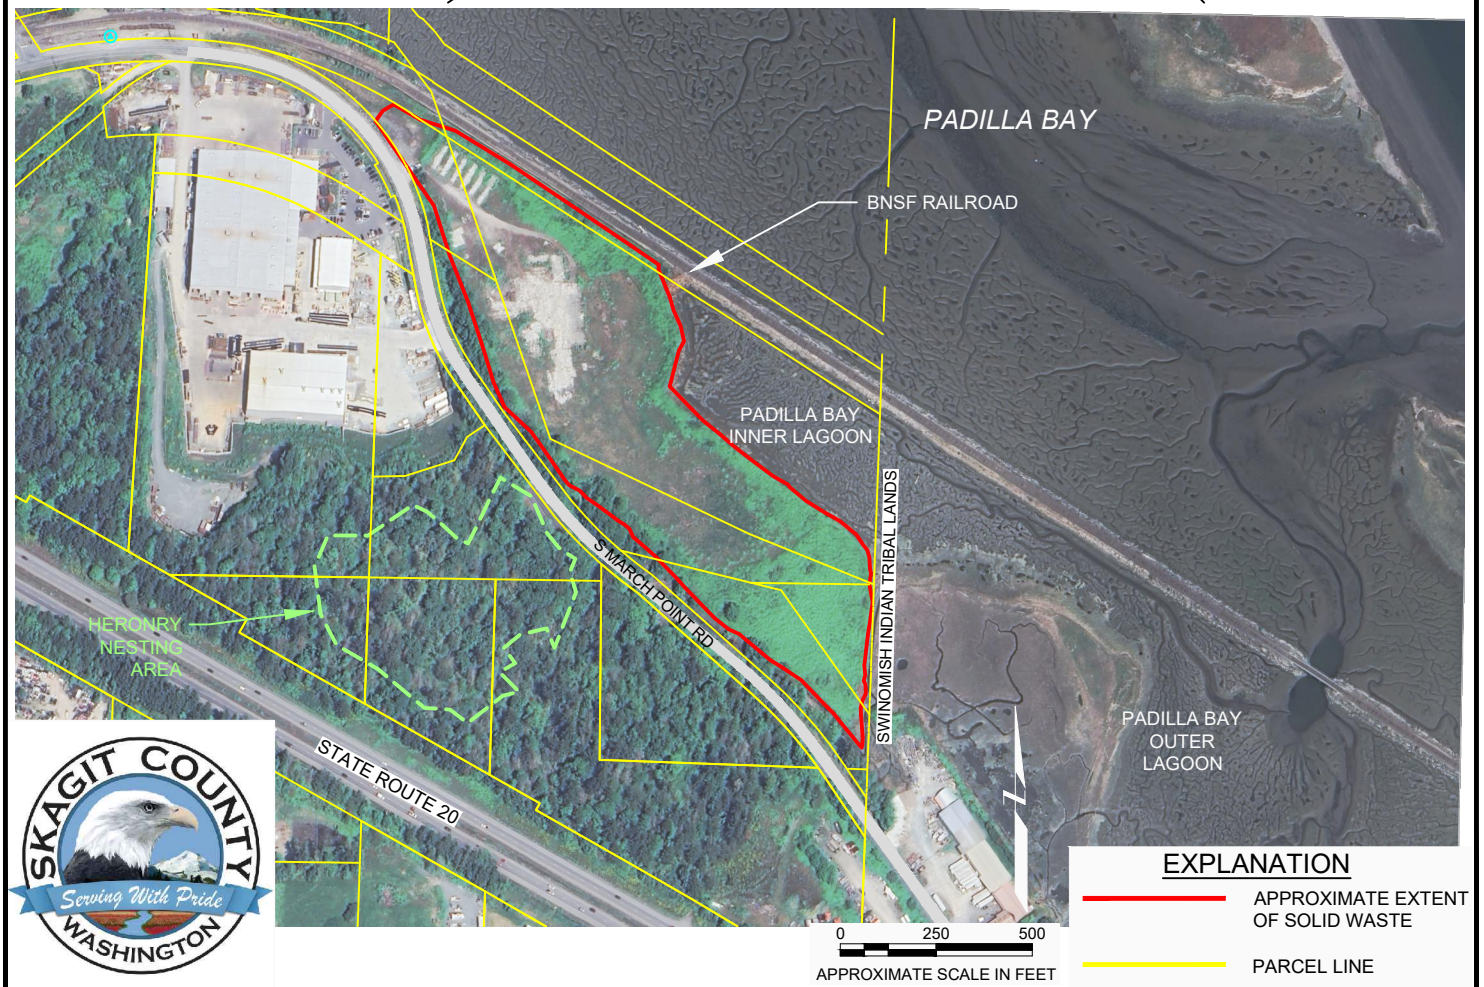 PADILLA BAY
BNSF RAILROAD
PADILLA BAY
INNER LAGOON
SWINOMISH INDIAN TRIBAL LANDS
S MARCH POINT RD
HERONRY
NESTING
AREA
PADILLA BAY
OUTER
LAGOON
STATE ROUTE 20
SKAGIT COUNTY
Serving With Pride
WASHINGTON
0 250 500
APPROXIMATE SCALE IN FEET
EXPLANATION
APPROXIMATE EXTENT
OF SOLID WASTE
PARCEL LINE